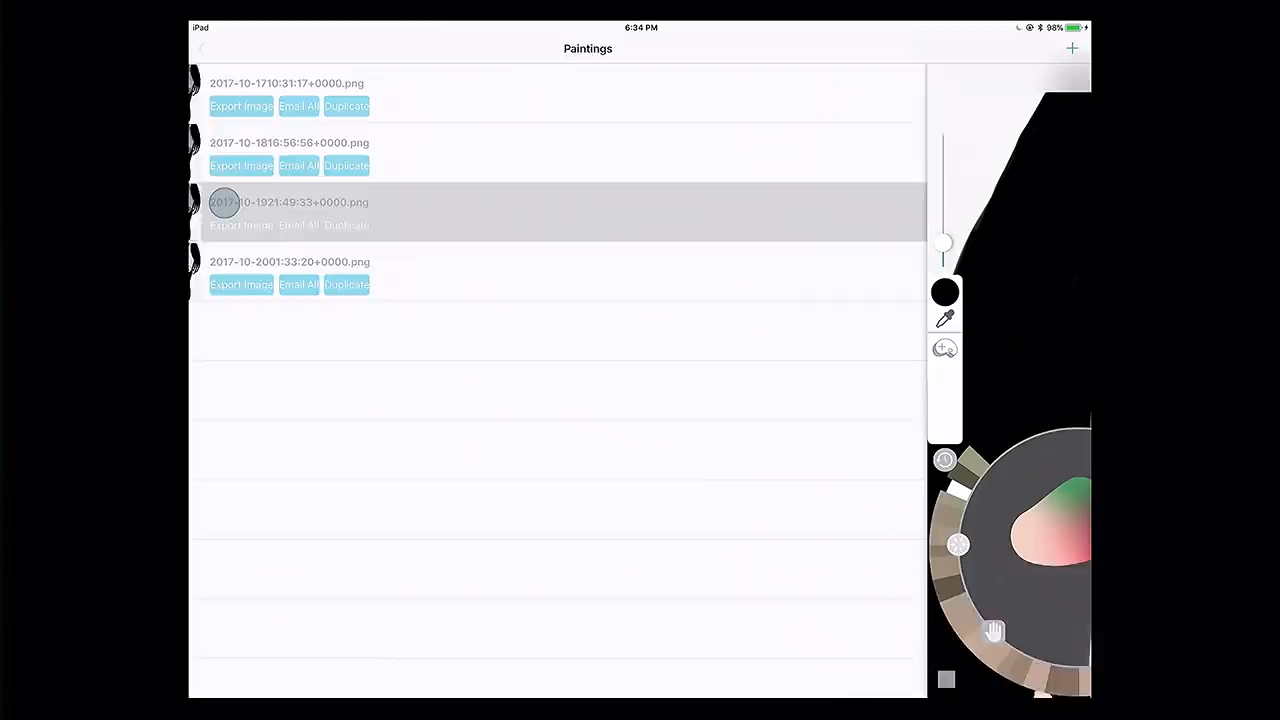 iPad
6:34 PM
98%
Paintings
2017-10-1710:31:17+0000.png
Export Image Email All Duplicate
2017-10-1816:56:56+0000.png
Export Image Email All Duplicate
2017-10-1921:49:33+0000.png
Export Image Email All Duplicate
2017-10-2001:33:20+0000.png
Export Image Email All Duplicate